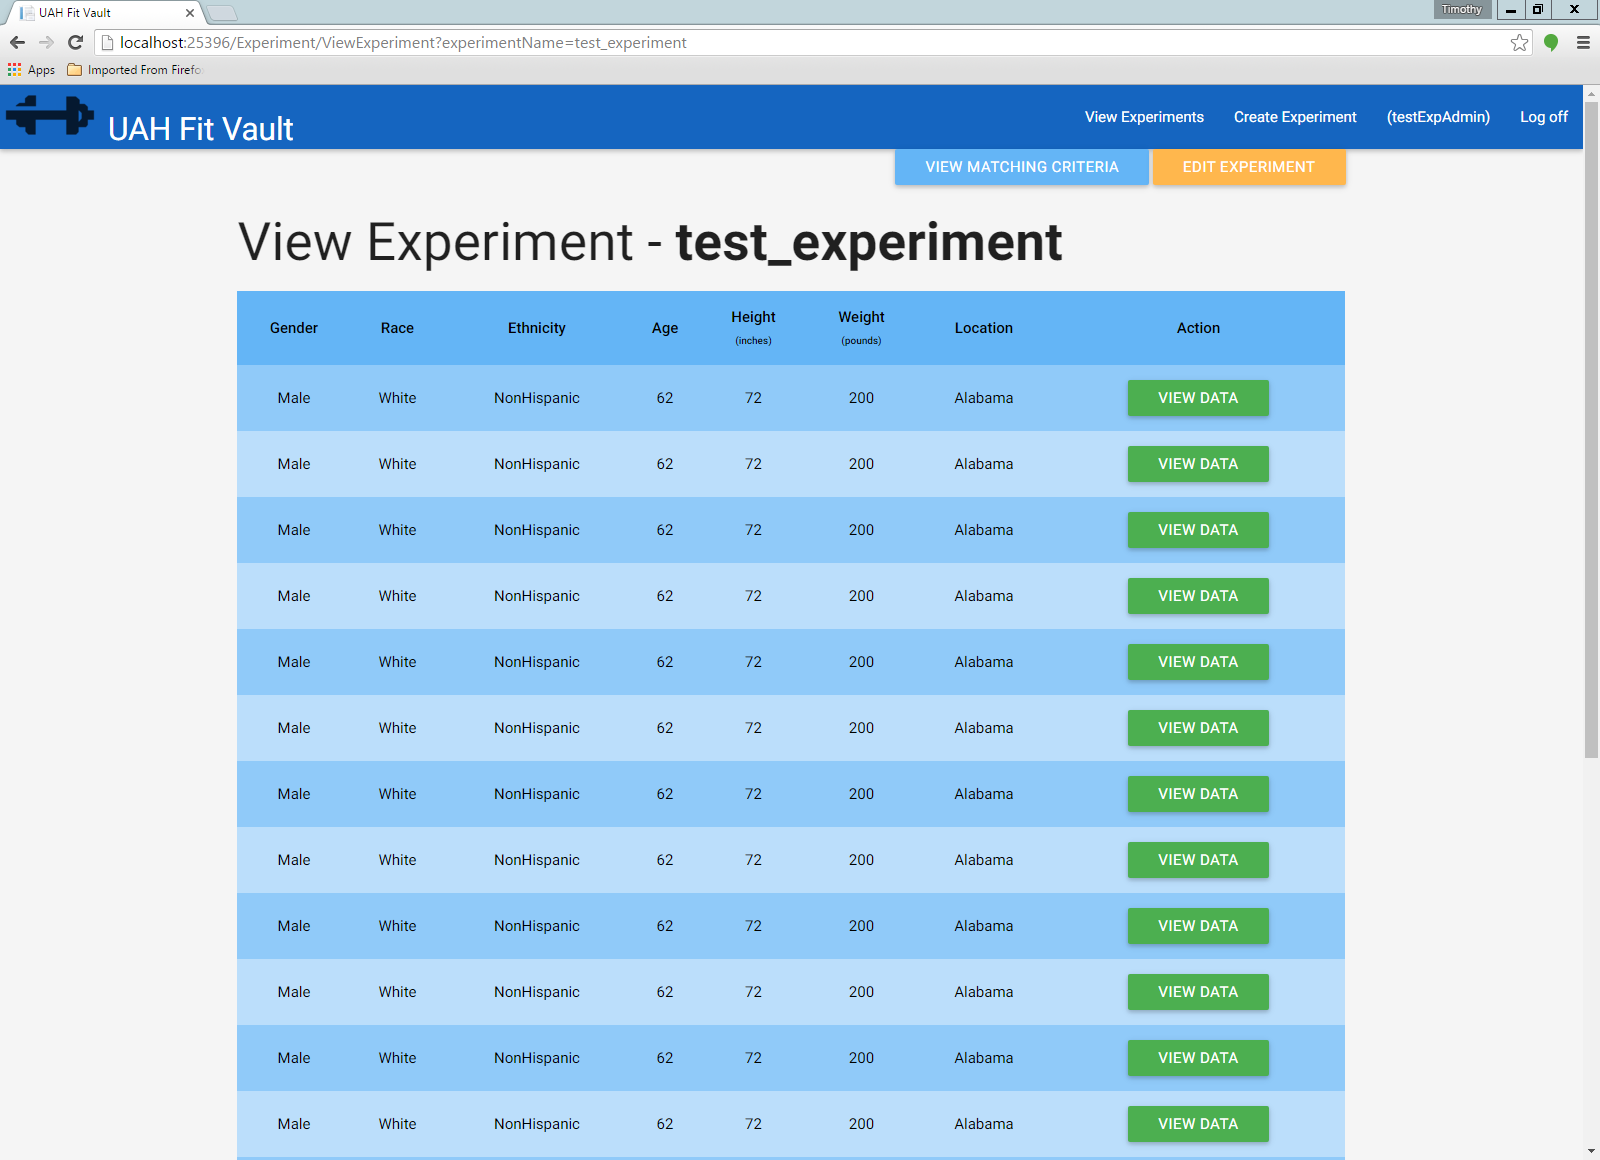 UAH Fit Vault
Timothy
localhost:25396/Experiment/ViewExperiment?experimentName=test_experiment
Apps Imported From Firefo
UAH Fit Vault View Experiments Create Experiment (testExpAdmin) Log off
VIEW MATCHING CRITERIA EDIT EXPERIMENT
View Experiment - test_experiment
Gender Race Ethnicity Age Height (inches) Weight (pounds) Location Action
Male White NonHispanic 62 72 200 Alabama VIEW DATA
Male White NonHispanic 62 72 200 Alabama VIEW DATA
Male White NonHispanic 62 72 200 Alabama VIEW DATA
Male White NonHispanic 62 72 200 Alabama VIEW DATA
Male White NonHispanic 62 72 200 Alabama VIEW DATA
Male White NonHispanic 62 72 200 Alabama VIEW DATA
Male White NonHispanic 62 72 200 Alabama VIEW DATA
Male White NonHispanic 62 72 200 Alabama VIEW DATA
Male White NonHispanic 62 72 200 Alabama VIEW DATA
Male White NonHispanic 62 72 200 Alabama VIEW DATA
Male White NonHispanic 62 72 200 Alabama VIEW DATA
Male White NonHispanic 62 72 200 Alabama VIEW DATA